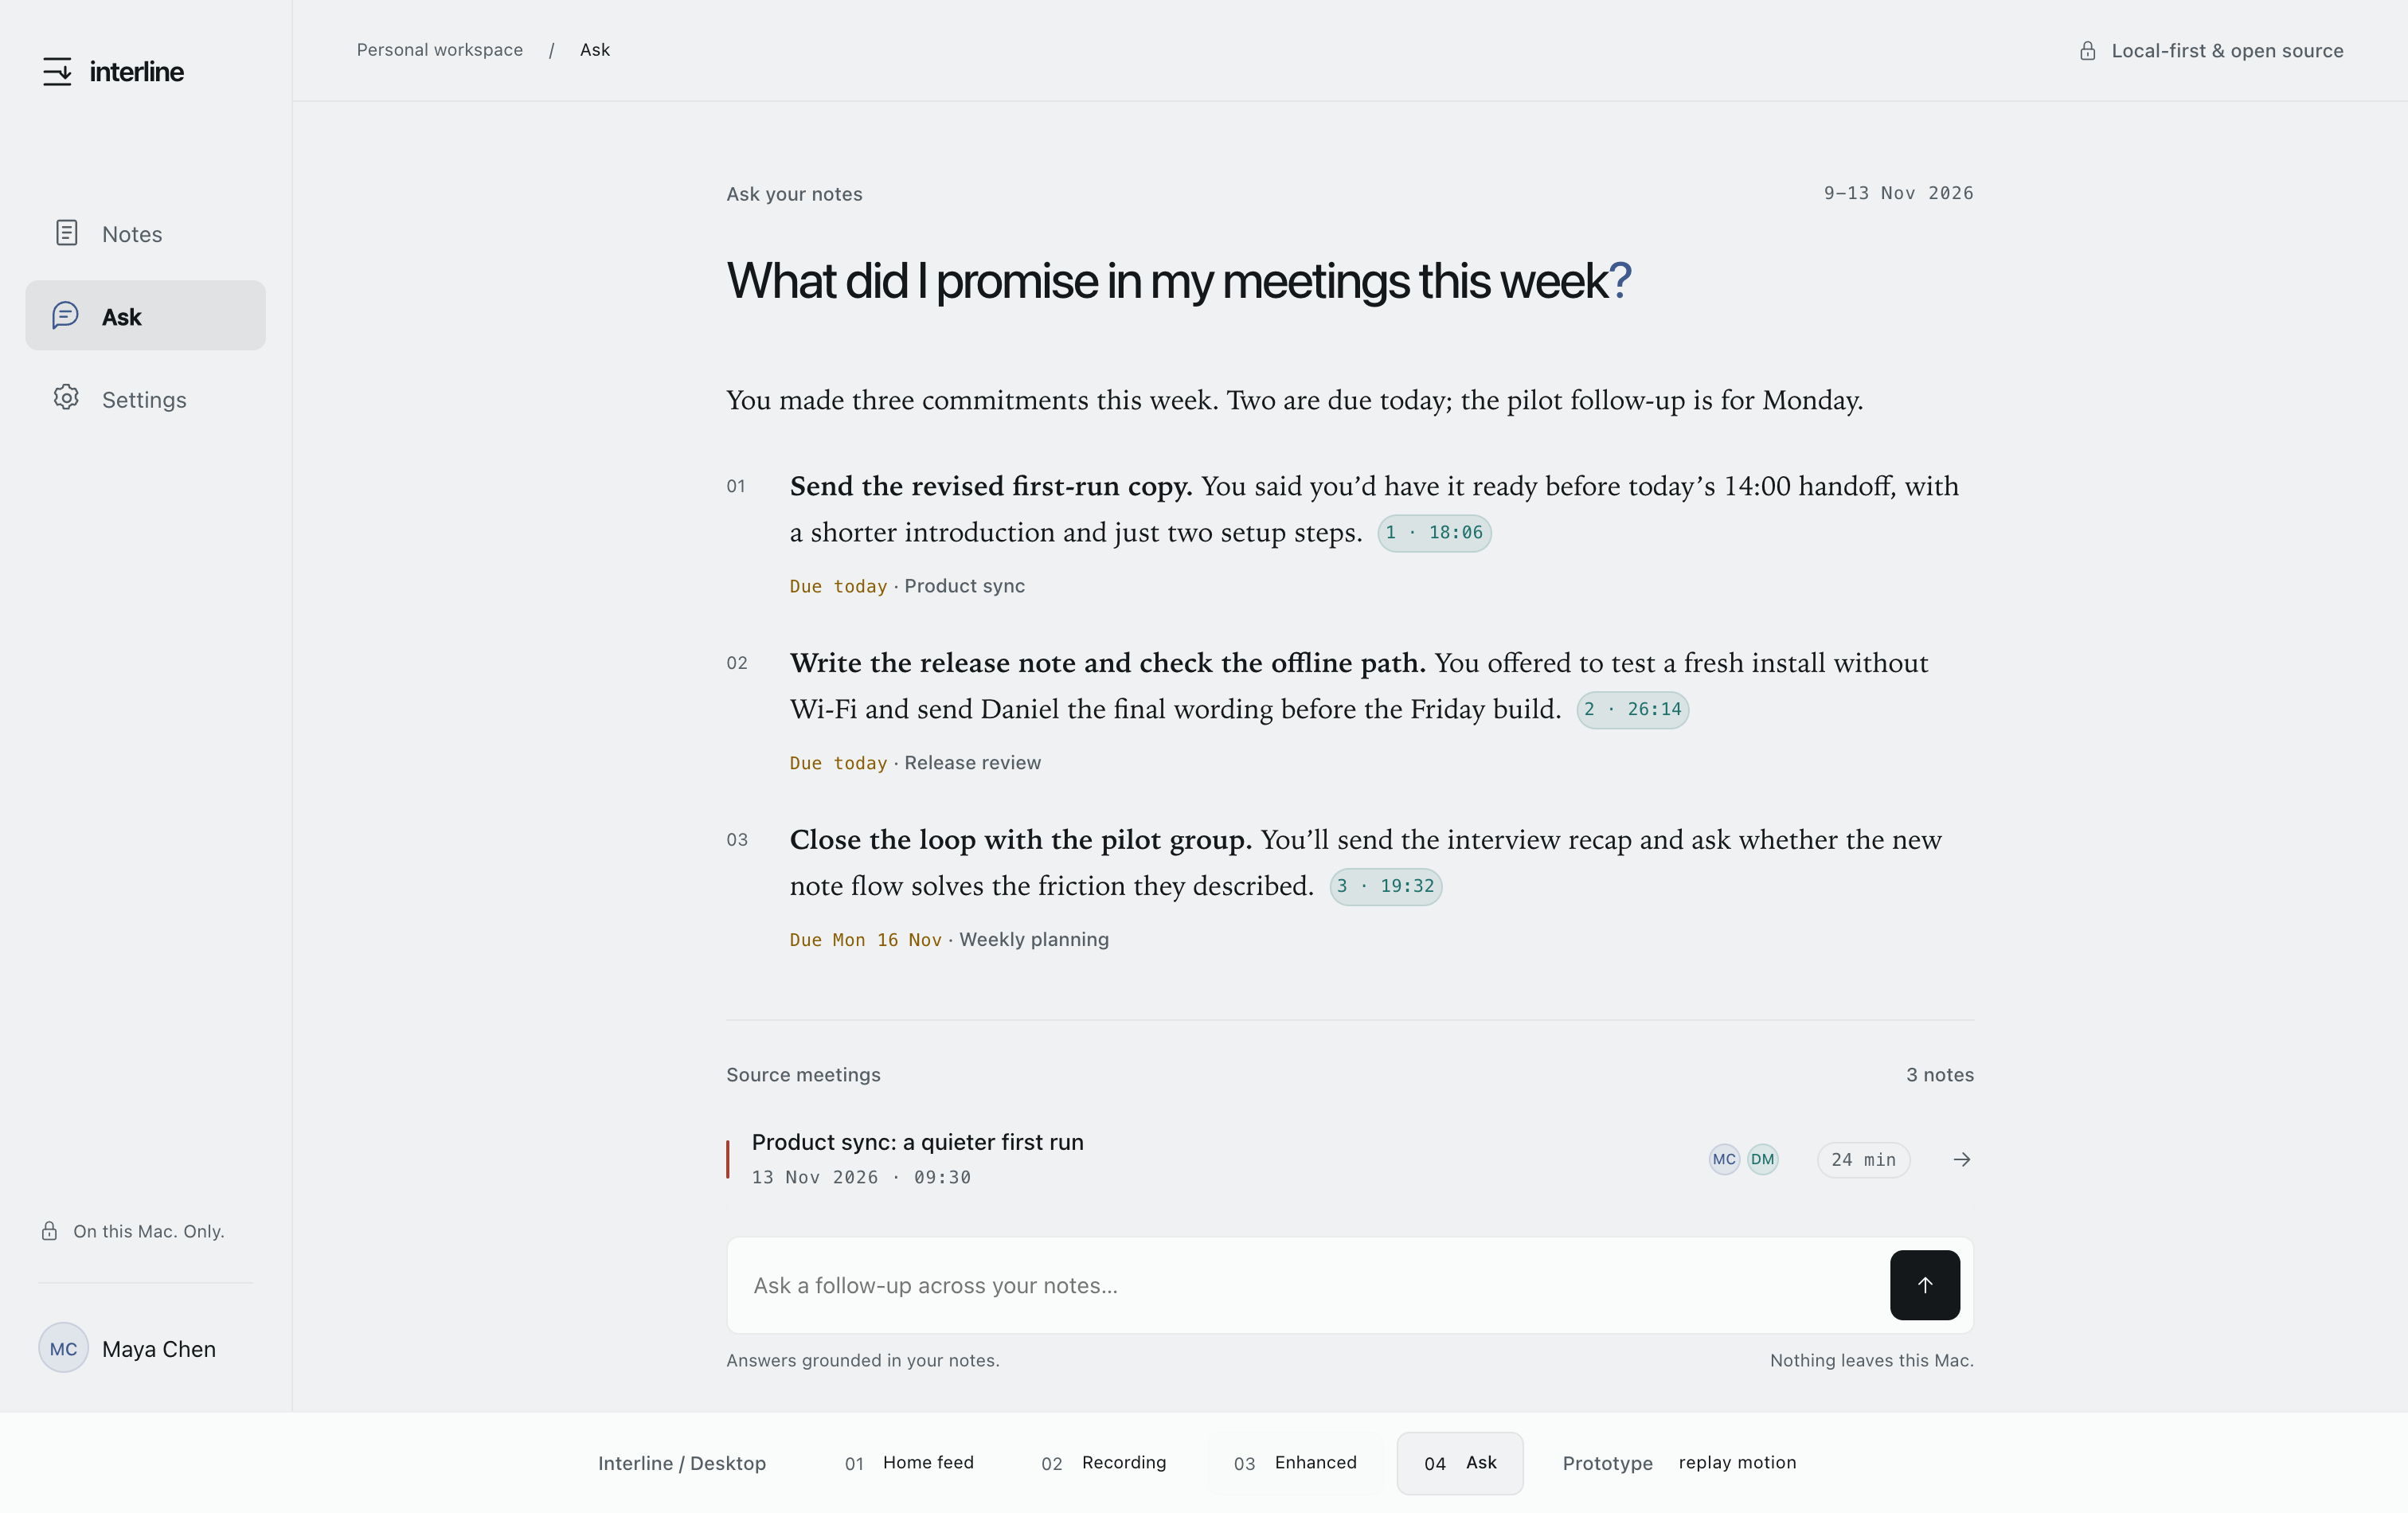 interline
Personal workspace / Ask
Local-first & open source
Notes
Ask
Settings
On this Mac. Only.
MC Maya Chen
Ask your notes
9–13 Nov 2026
What did I promise in my meetings this week?
You made three commitments this week. Two are due today; the pilot follow-up is for Monday.
01 Send the revised first-run copy. You said you’d have it ready before today’s 14:00 handoff, with
a shorter introduction and just two setup steps. 1 · 18:06
Due today · Product sync
02 Write the release note and check the offline path. You offered to test a fresh install without
Wi-Fi and send Daniel the final wording before the Friday build. 2 · 26:14
Due today · Release review
03 Close the loop with the pilot group. You’ll send the interview recap and ask whether the new
note flow solves the friction they described. 3 · 19:32
Due Mon 16 Nov · Weekly planning
Source meetings
3 notes
Product sync: a quieter first run
13 Nov 2026 · 09:30
MC DM 24 min
Ask a follow-up across your notes...
Answers grounded in your notes.
Nothing leaves this Mac.
Interline / Desktop 01 Home feed 02 Recording 03 Enhanced 04 Ask Prototype replay motion